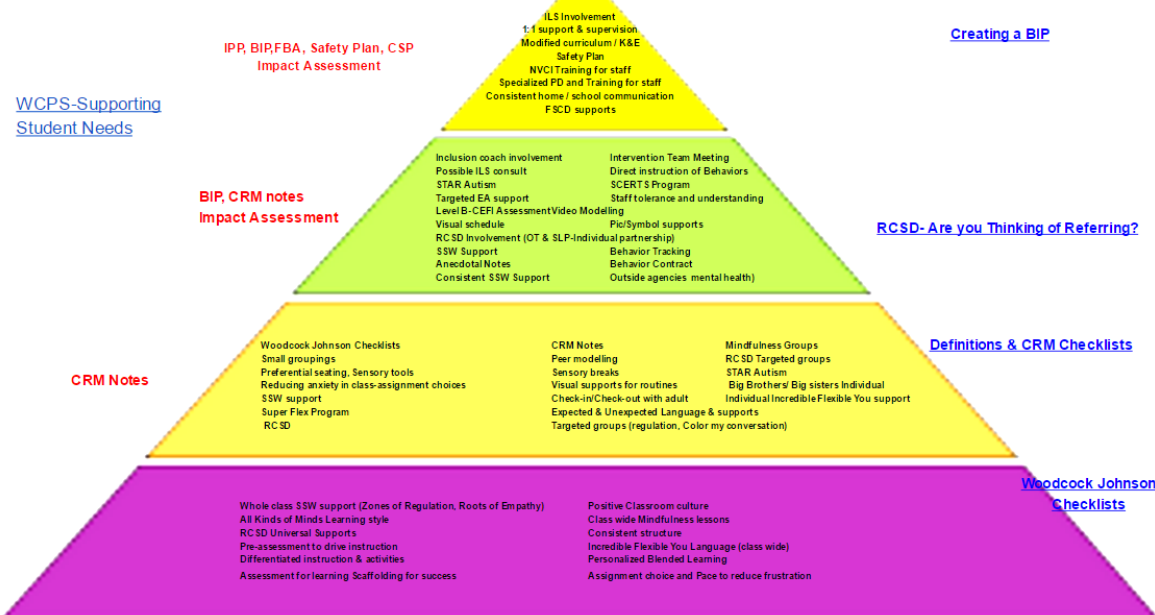 ILS Involvement
1:1 support & supervision
Modified curriculum / K&E
Safety Plan
NVCI Training for staff
Specialized PD and Training for staff
Consistent home / school communication
FSCD supports
IPP, BIP,FBA, Safety Plan, CSP
Impact Assessment
Creating a BIP
WCPS-Supporting
Student Needs
Inclusion coach involvement
Possible ILS consult
STAR Autism
Targeted EA support
Level B-CEFI Assessment Video Modelling
Visual schedule
RCSD Involvement (OT & SLP-Individual partnership)
SSW Support
Anecdotal Notes
Consistent SSW Support
Intervention Team Meeting
Direct instruction of Behaviors
SCERTS Program
Staff tolerance and understanding
Pic/Symbol supports
Behavior Tracking
Behavior Contract
Outside agencies mental health)
BIP, CRM notes
Impact Assessment
RCSD- Are you Thinking of Referring?
Woodcock Johnson Checklists
Small groupings
Preferential seating, Sensory tools
Reducing anxiety in class-assignment choices
SSW support
Super Flex Program
RCSD
CRM Notes
Peer modelling
Sensory breaks
Visual supports for routines
Check-in/Check-out with adult
Expected & Unexpected Language & supports
Targeted groups (regulation, Color my conversation)
Mindfulness Groups
RCSD Targeted groups
STAR Autism
Big Brothers/ Big sisters Individual
Individual Incredible Flexible You support
CRM Notes
Definitions & CRM Checklists
Woodcock Johnson
Checklists
Whole class SSW support (Zones of Regulation, Roots of Empathy)
All Kinds of Minds Learning style
RCSD Universal Supports
Pre-assessment to drive instruction
Differentiated instruction & activities
Assessment for learning Scaffolding for success
Positive Classroom culture
Class wide Mindfulness lessons
Consistent structure
Incredible Flexible You Language (class wide)
Personalized Blended Learning
Assignment choice and Pace to reduce frustration